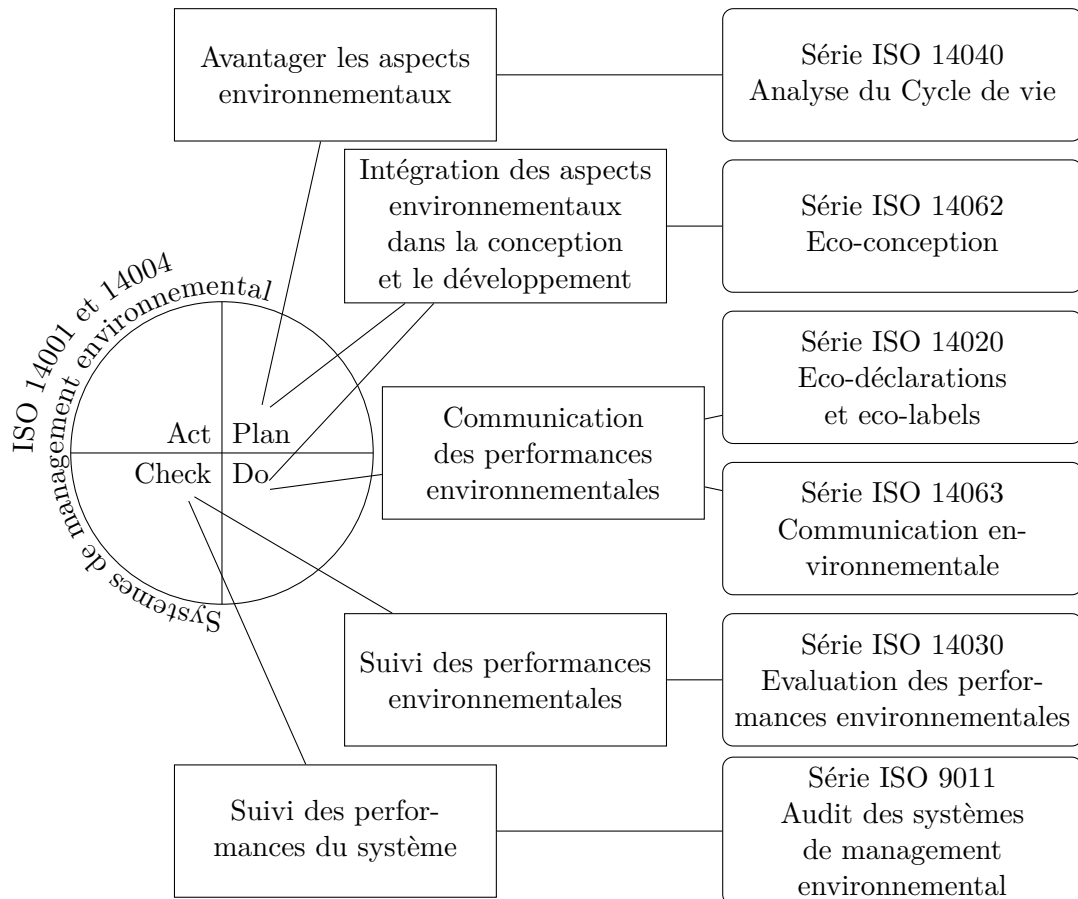 Avantager les aspects
environnementaux
Série ISO 14040
Analyse du Cycle de vie
Intégration des aspects
environnementaux
dans la conception
et le développement
Série ISO 14062
Eco-conception
ISO 14001 et 14004
Systèmes de management environnemental
Act
Plan
Check
Do
Communication
des performances
environnementales
Série ISO 14020
Eco-déclarations
et eco-labels
Série ISO 14063
Communication en-
vironnementale
Suivi des performances
environnementales
Série ISO 14030
Evaluation des perfor-
mances environnementales
Suivi des perfor-
mances du système
Série ISO 9011
Audit des systèmes
de management
environnemental